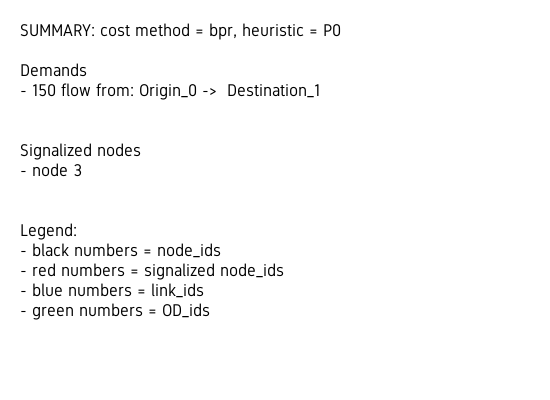 SUMMARY: cost method = bpr, heuristic = P0
Demands
- 150 flow from: Origin_0 -> Destination_1
Signalized nodes
- node 3
Legend:
- black numbers = node_ids
- red numbers = signalized node_ids
- blue numbers = link_ids
- green numbers = OD_ids